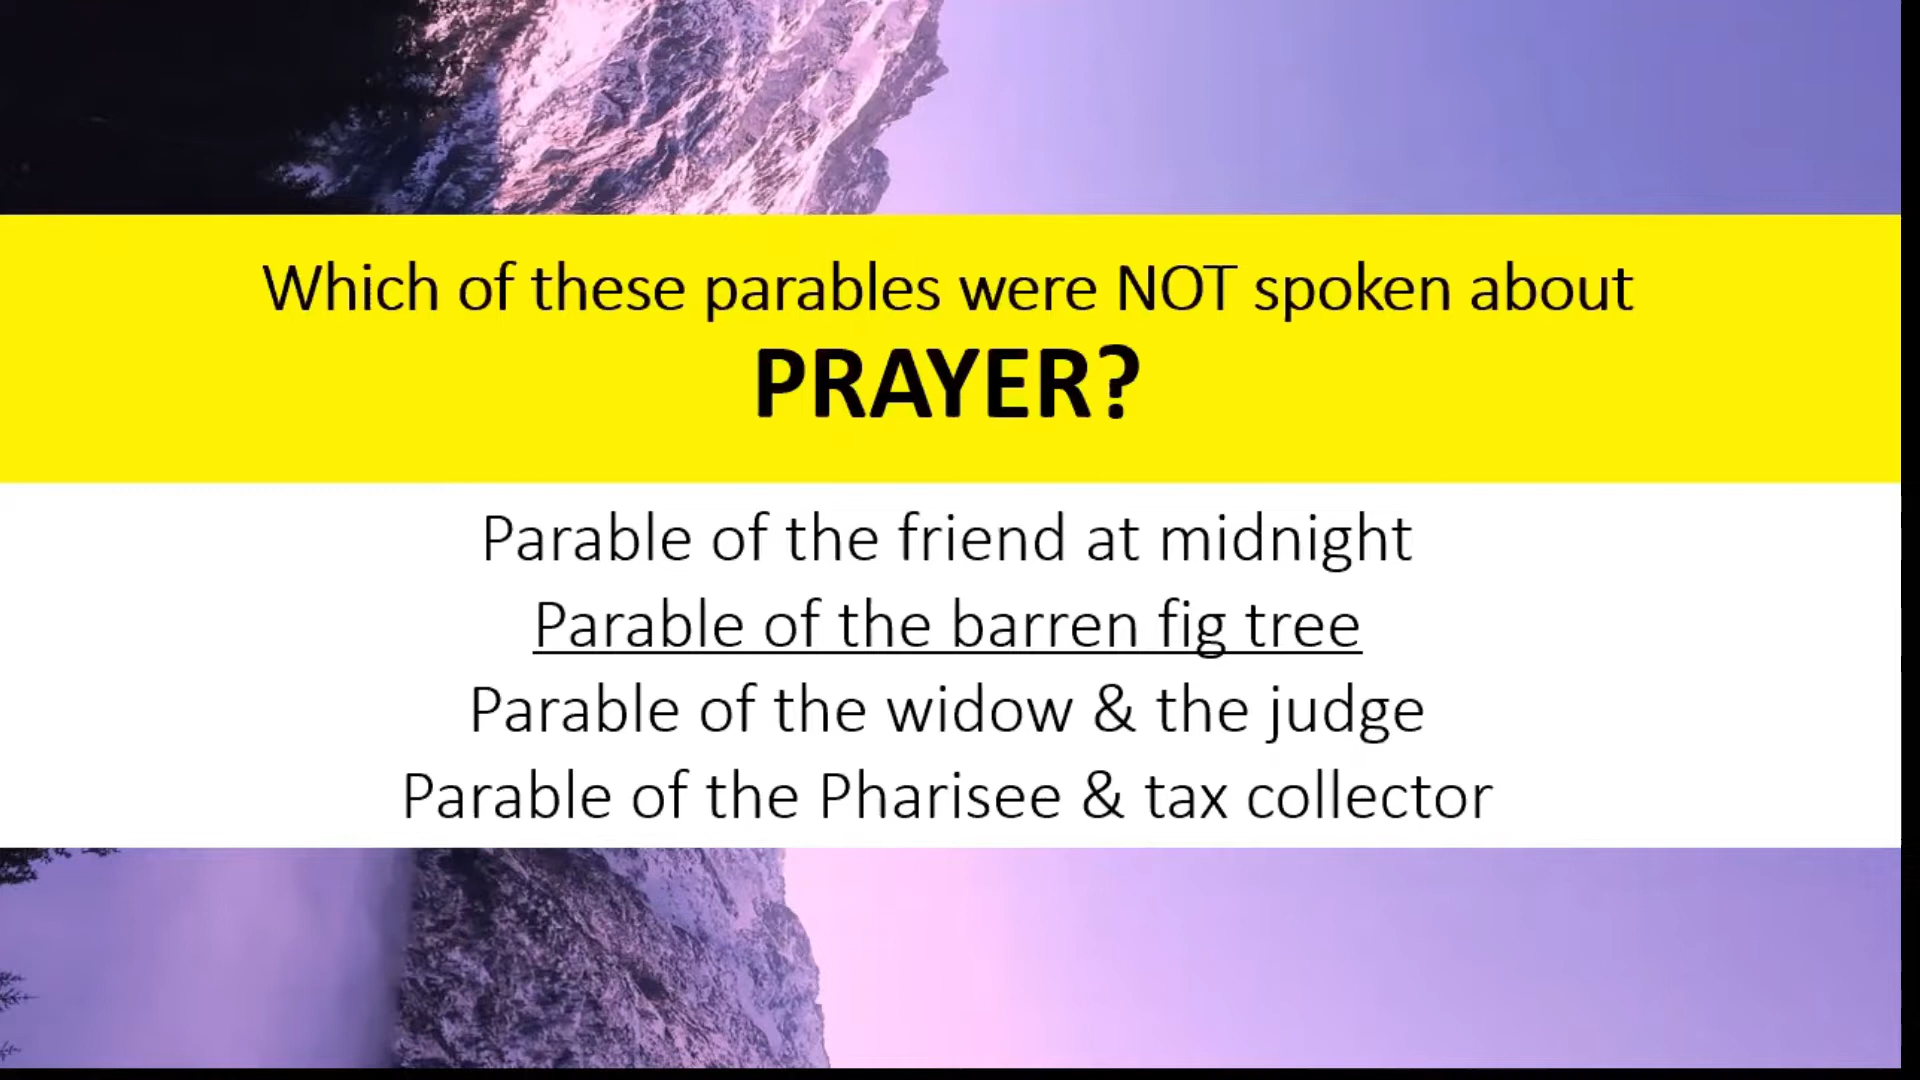 Which of these parables were NOT spoken about
PRAYER?
Parable of the friend at midnight
Parable of the barren fig tree
Parable of the widow & the judge
Parable of the Pharisee & tax collector